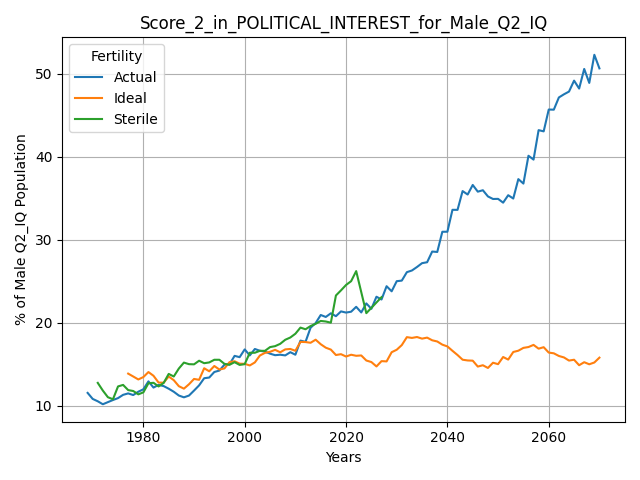 Score_2_in_POLITICAL_INTEREST_for_Male_Q2_IQ
Fertility
Actual
Ideal
Sterile
% of Male Q2_IQ Population
50
40
30
20
10
1980
2000
2020
2040
2060
Years